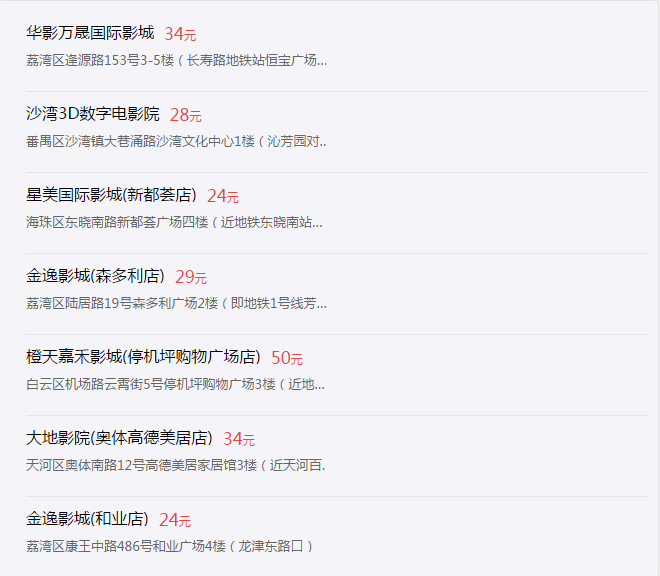 华影万晟国际影城 34元
荔湾区逢源路153号3-5楼（长寿路地铁站恒宝广场...
沙湾3D数字电影院 28元
番禺区沙湾镇大巷涌路沙湾文化中心1楼（沁芳园对..
星美国际影城(新都荟店) 24元
海珠区东晓南路新都荟广场四楼（近地铁东晓南站...
金逸影城(森多利店) 29元
荔湾区陆居路19号森多利广场2楼（即地铁1号线芳...
橙天嘉禾影城(停机坪购物广场店) 50元
白云区机场路云霄街5号停机坪购物广场3楼（近地...
大地影院(奥体高德美居店) 34元
天河区奥体南路12号高德美居家居馆3楼（近天河百.
金逸影城(和业店) 24元
荔湾区康王中路486号和业广场4楼（龙津东路口）